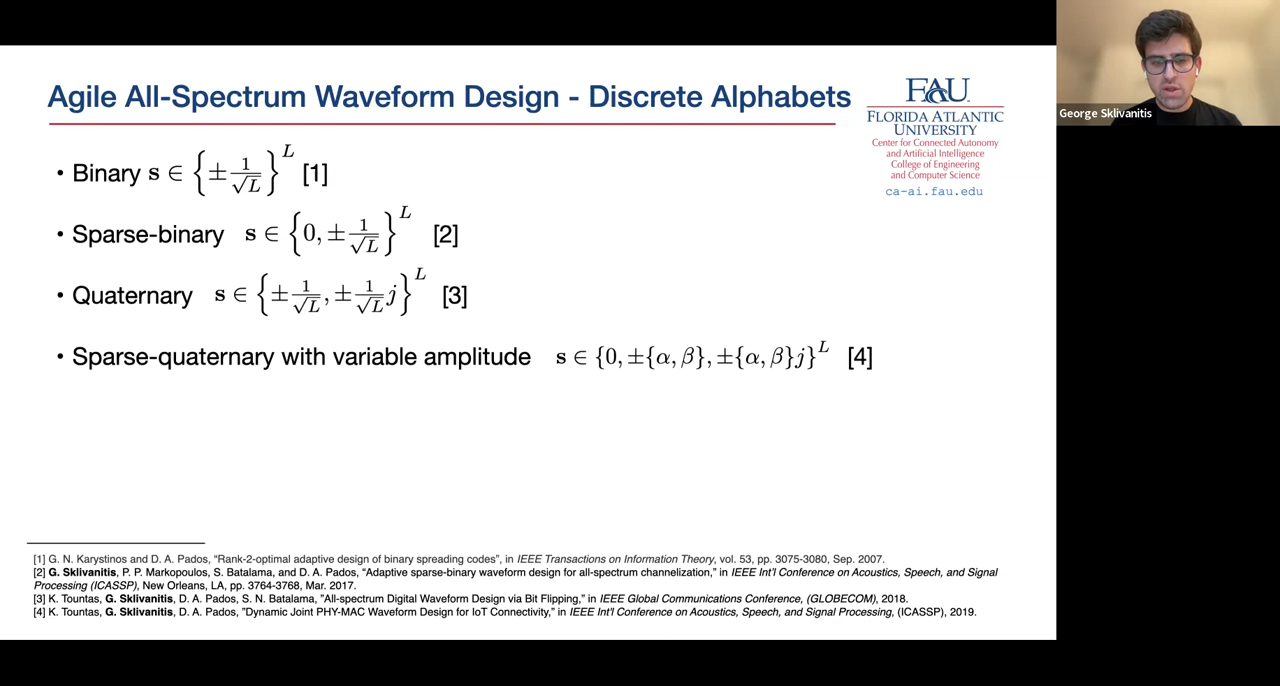 Agile All-Spectrum Waveform Design - Discrete Alphabets
FAU
FLORIDA ATLANTIC
UNIVERSITY
Center for Connected Autonomy
and Artificial Intelligence
College of Engineering
and Computer Science
ca-ai.fau.edu
George Sklivanitis
• Binary s ∈ {±1/√L}^L [1]
• Sparse-binary s ∈ {0, ±1/√L}^L [2]
• Quaternary s ∈ {±1/√L, ±1/√L j}^L [3]
• Sparse-quaternary with variable amplitude s ∈ {0, ±{α, β}, ±{α, β}j}^L [4]
[1] G. N. Karystinos and D. A. Pados, “Rank-2-optimal adaptive design of binary spreading codes”, in IEEE Transactions on Information Theory, vol. 53, pp. 3075-3080, Sep. 2007.
[2] G. Sklivanitis, P. P. Markopoulos, S. Batalama, and D. A. Pados, “Adaptive sparse-binary waveform design for all-spectrum channelization,” in IEEE Int'l Conference on Acoustics, Speech, and Signal
Processing (ICASSP), New Orleans, LA, pp. 3764-3768, Mar. 2017.
[3] K. Tountas, G. Sklivanitis, D. A. Pados, S. N. Batalama, "All-spectrum Digital Waveform Design via Bit Flipping," in IEEE Global Communications Conference, (GLOBECOM), 2018.
[4] K. Tountas, G. Sklivanitis, D. A. Pados, "Dynamic Joint PHY-MAC Waveform Design for IoT Connectivity," in IEEE Int'l Conference on Acoustics, Speech, and Signal Processing, (ICASSP), 2019.